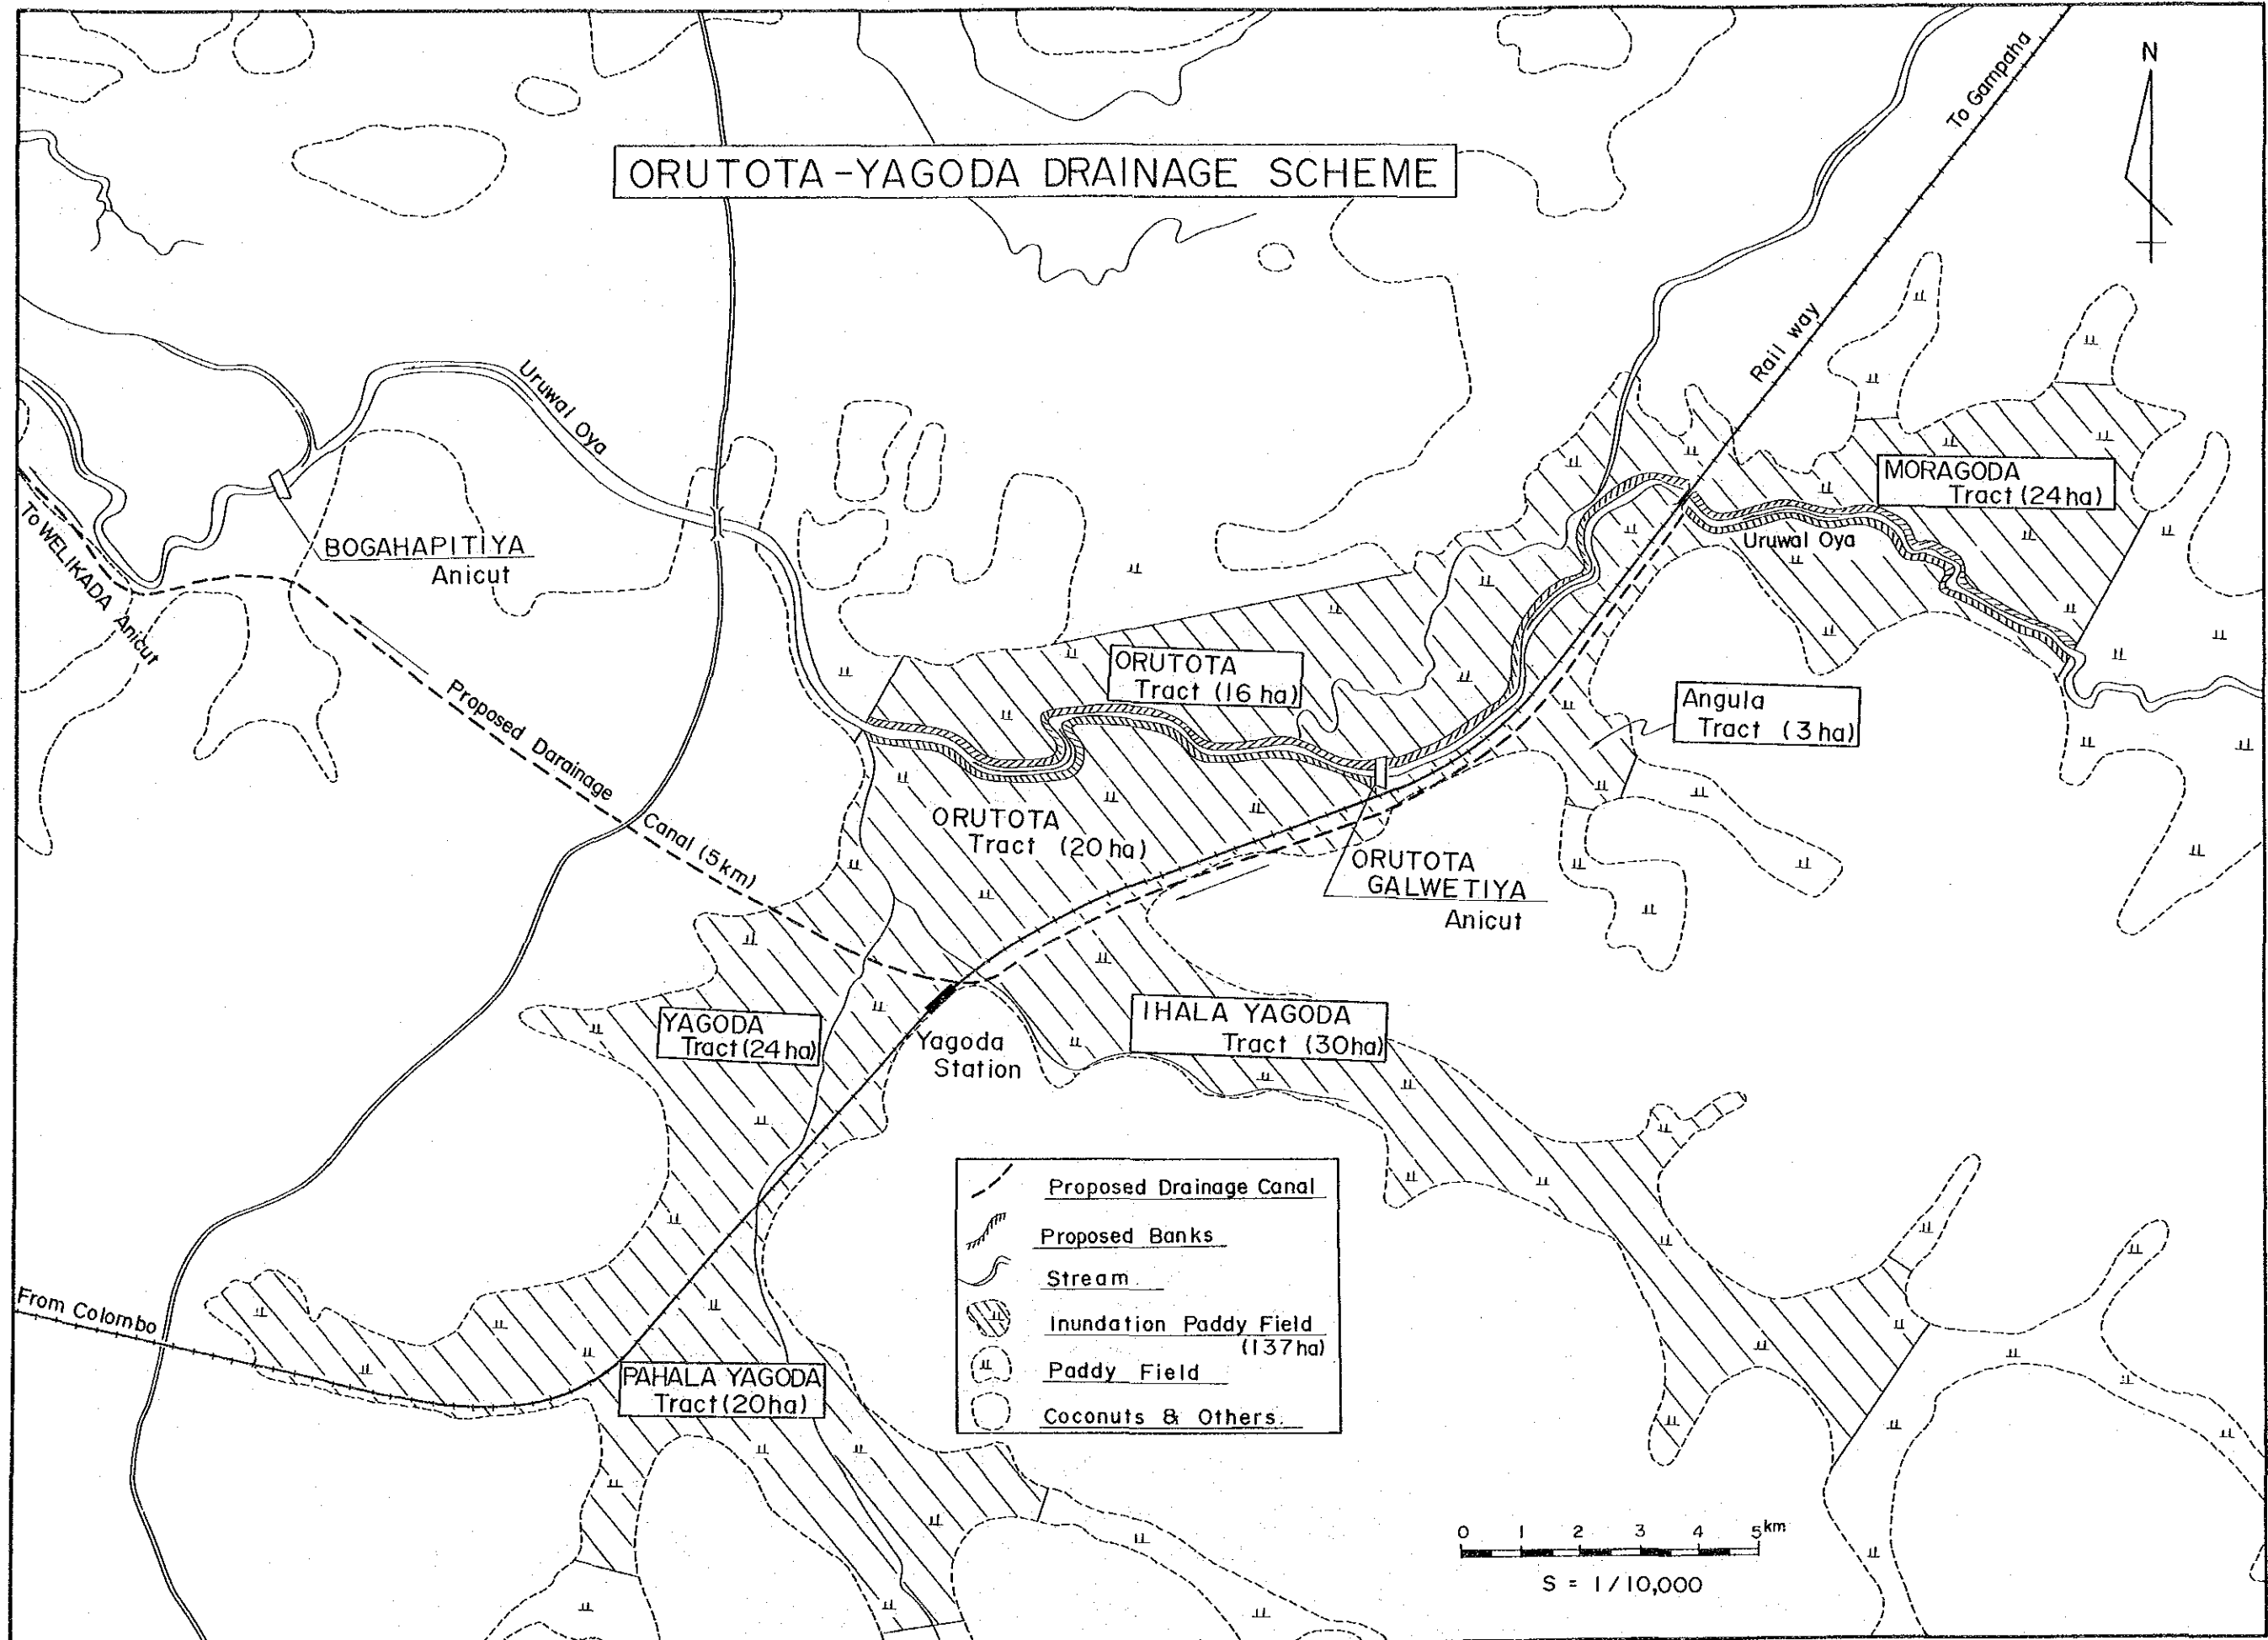 To Gampaha
N
ORUTOTA-YAGODA DRAINAGE SCHEME
Rail way
Uruwal Oya
MORAGODA
Tract (24 ha)
To WELIKADA Anicut
BOGAHAPITIYA
Anicut
Uruwal Oya
ORUTOTA
Tract (16 ha)
Angula
Tract (3 ha)
Proposed Darainage
Canal (5km)
ORUTOTA
Tract (20 ha)
ORUTOTA
GALWETIYA
Anicut
YAGODA
Tract (24 ha)
Yagoda
Station
IHALA YAGODA
Tract (30ha)
Proposed Drainage Canal
Proposed Banks
Stream
Inundation Paddy Field
(137 ha)
Paddy Field
Coconuts & Others
From Colombo
PAHALA YAGODA
Tract (20ha)
0 1 2 3 4 5km
S = 1/10,000